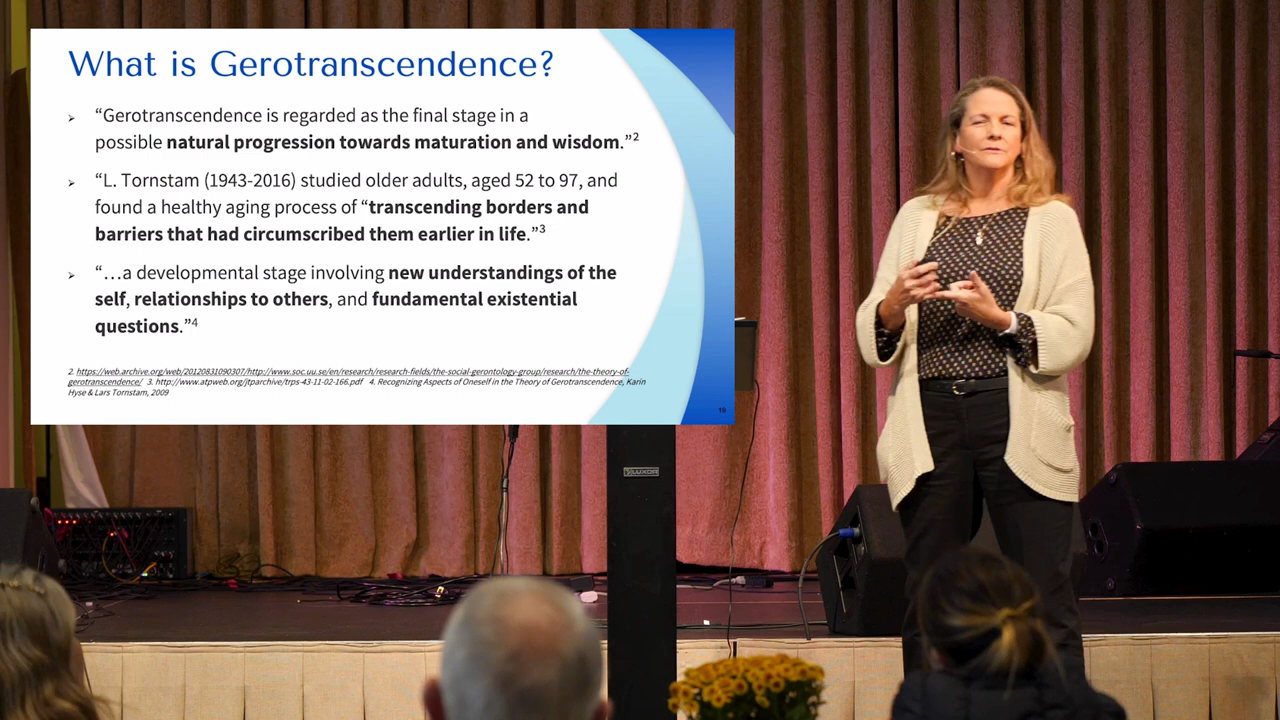 What is Gerotranscendence?
➢ “Gerotranscendence is regarded as the final stage in a
possible natural progression towards maturation and wisdom.”2
➢ “L. Tornstam (1943-2016) studied older adults, aged 52 to 97, and
found a healthy aging process of “transcending borders and
barriers that had circumscribed them earlier in life.”3
➢ “…a developmental stage involving new understandings of the
self, relationships to others, and fundamental existential
questions.”4
2. https://web.archive.org/web/20120831090307/http://www.soc.uu.se/en/research/research-fields/the-social-gerontology-group/research/the-theory-of-
gerotranscendence/ 3. http://www.atpweb.org/jtparchive/trps-43-11-02-166.pdf 4. Recognizing Aspects of Oneself in the Theory of Gerotranscendence, Karin
Hyse & Lars Tornstam, 2009
19
LUXOR